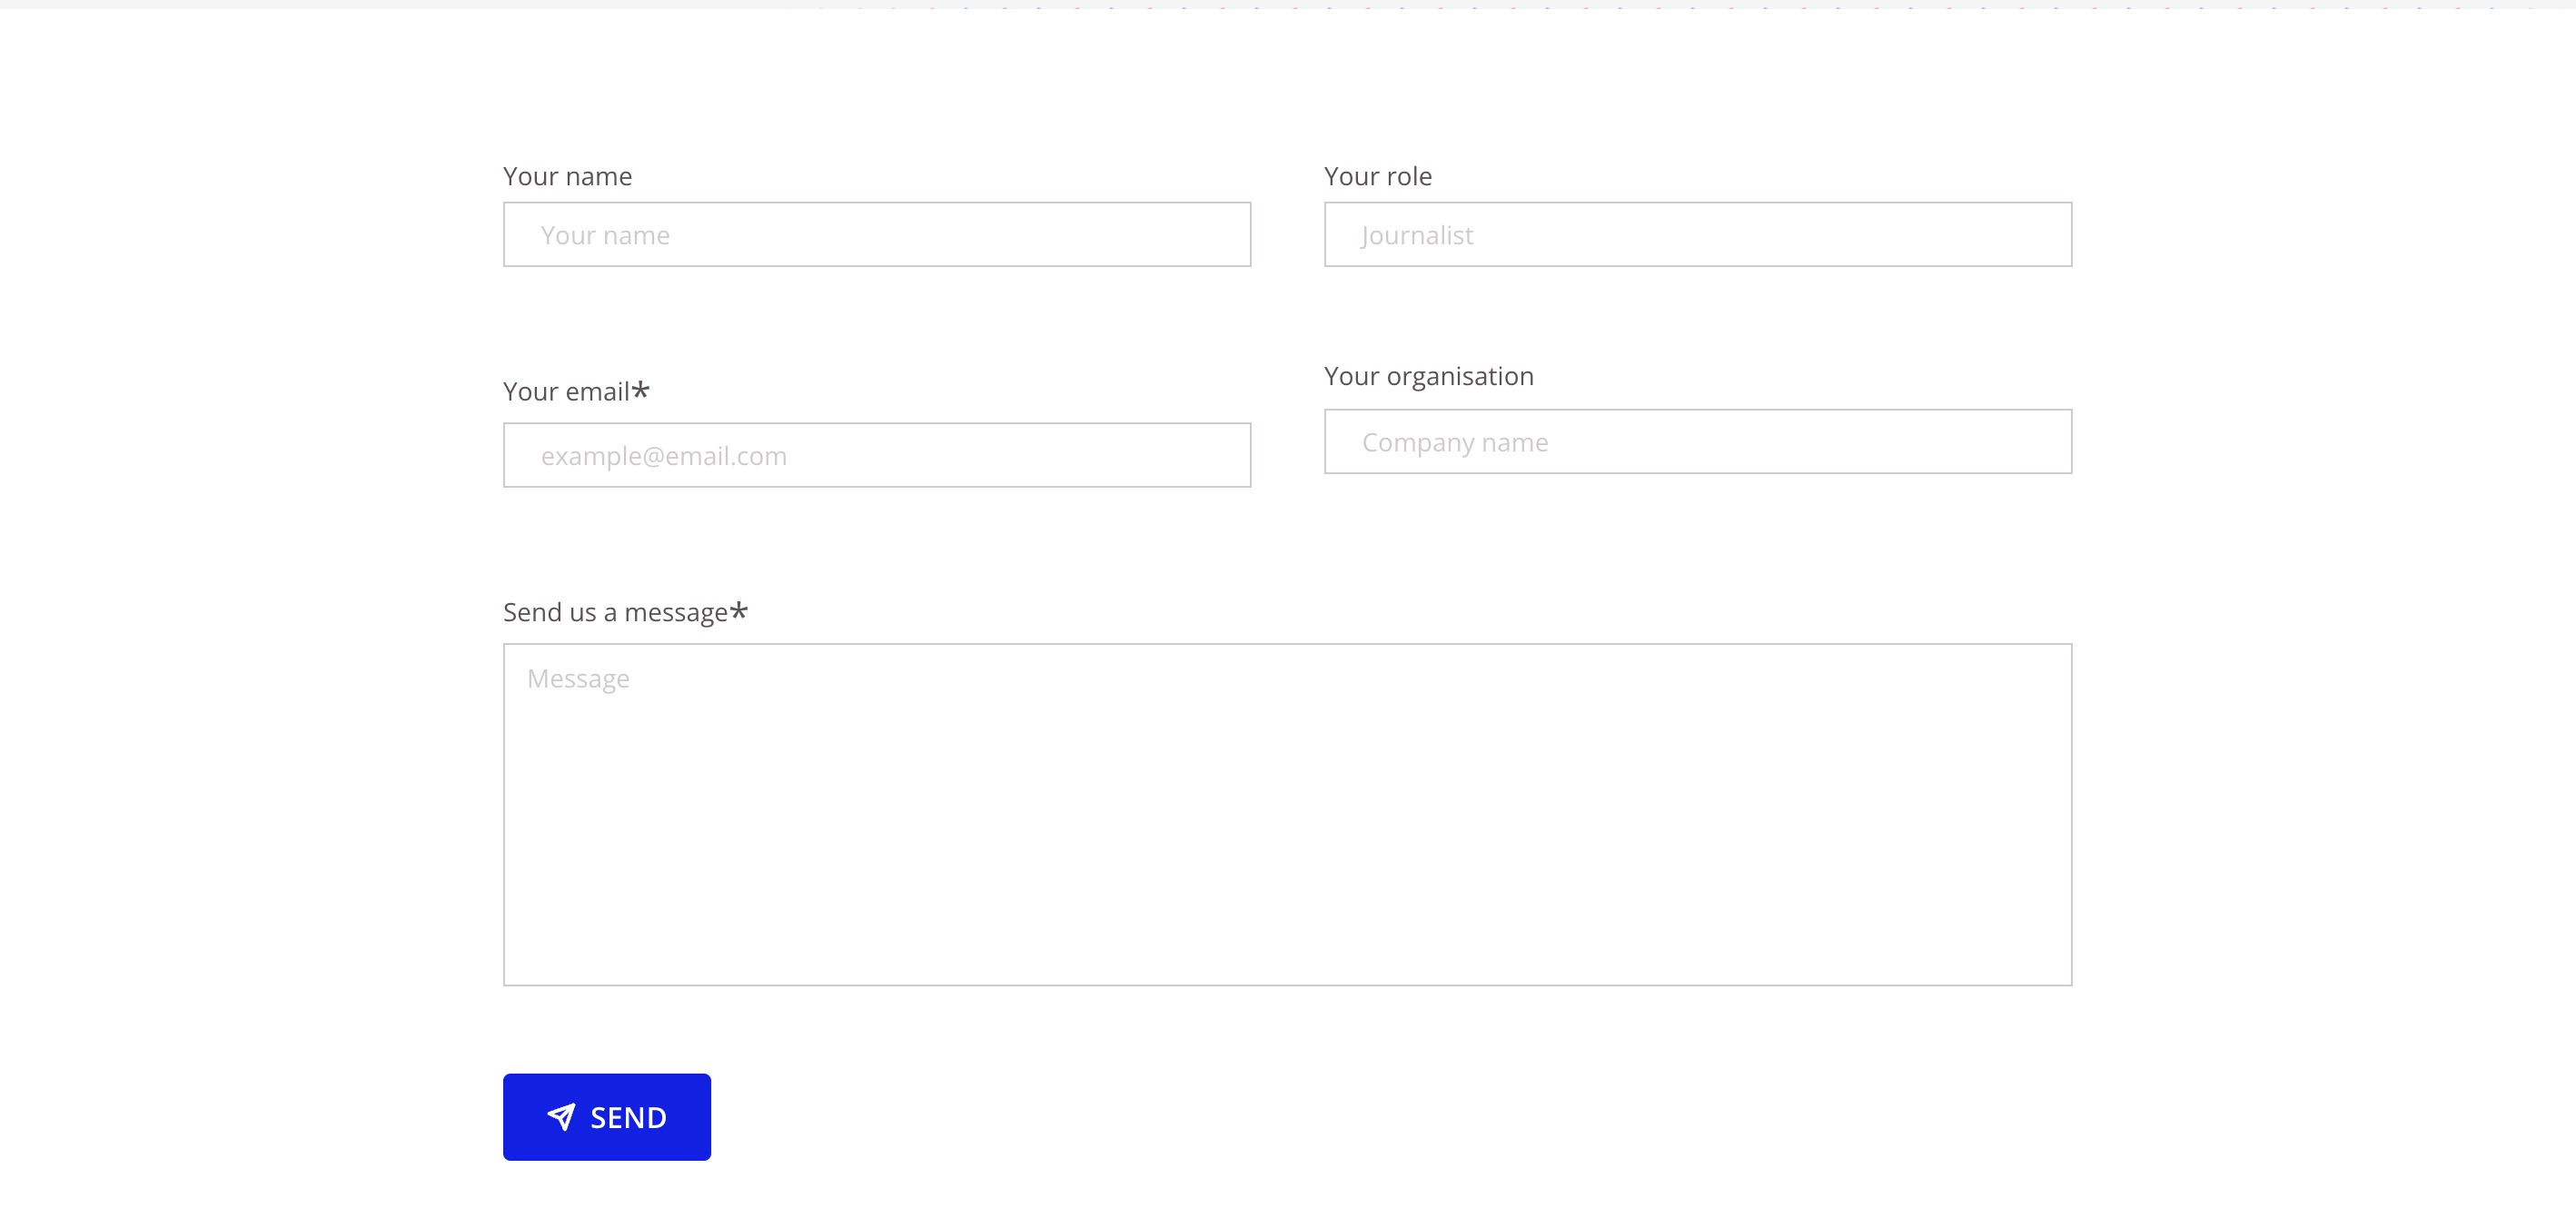 Your name
Your role
Your name
Journalist
Your email*
Your organisation
example@email.com
Company name
Send us a message*
Message
SEND